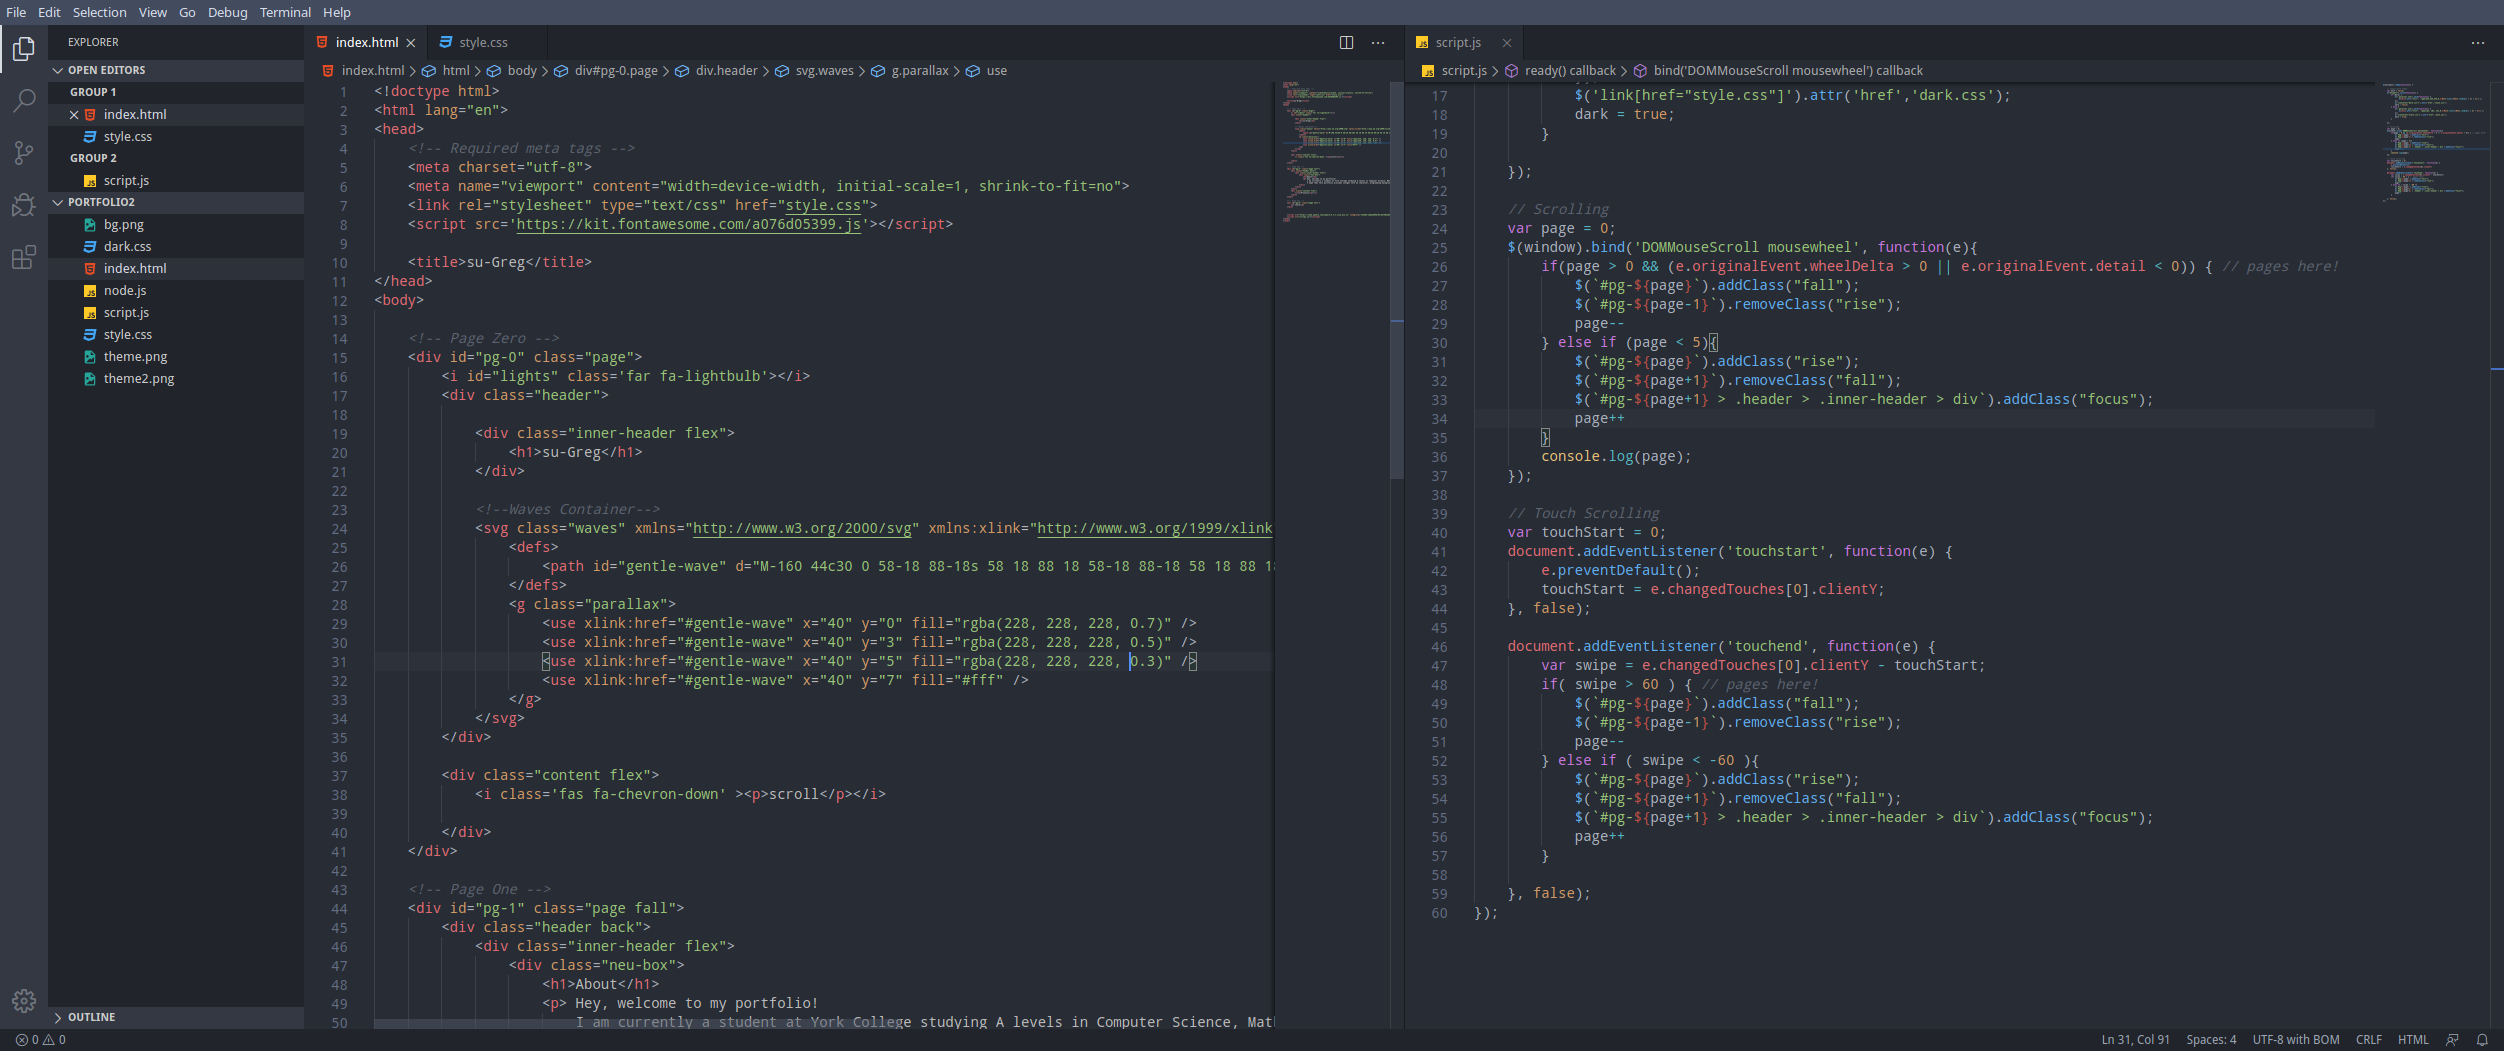 File Edit Selection View Go Debug Terminal Help
EXPLORER
OPEN EDITORS
GROUP 1
index.html
style.css
GROUP 2
script.js
PORTFOLIO2
bg.png
dark.css
index.html
node.js
script.js
style.css
theme.png
theme2.png
OUTLINE
index.html style.css
index.html > html > body > div#pg-0.page > div.header > svg.waves > g.parallax > use
1 <!doctype html>
2 <html lang="en">
3 <head>
4 <!-- Required meta tags -->
5 <meta charset="utf-8">
6 <meta name="viewport" content="width=device-width, initial-scale=1, shrink-to-fit=no">
7 <link rel="stylesheet" type="text/css" href="style.css">
8 <script src='https://kit.fontawesome.com/a076d05399.js'></script>
9
10 <title>su-Greg</title>
11 </head>
12 <body>
13
14 <!-- Page Zero -->
15 <div id="pg-0" class="page">
16 <i id="lights" class='far fa-lightbulb'></i>
17 <div class="header">
18
19 <div class="inner-header flex">
20 <h1>su-Greg</h1>
21 </div>
22
23 <!--Waves Container-->
24 <svg class="waves" xmlns="http://www.w3.org/2000/svg" xmlns:xlink="http://www.w3.org/1999/xlink
25 <defs>
26 <path id="gentle-wave" d="M-160 44c30 0 58-18 88-18s 58 18 88 18 58-18 88-18 58 18 88 18
27 </defs>
28 <g class="parallax">
29 <use xlink:href="#gentle-wave" x="40" y="0" fill="rgba(228, 228, 228, 0.7)" />
30 <use xlink:href="#gentle-wave" x="40" y="3" fill="rgba(228, 228, 228, 0.5)" />
31 <use xlink:href="#gentle-wave" x="40" y="5" fill="rgba(228, 228, 228, 0.3)" />
32 <use xlink:href="#gentle-wave" x="40" y="7" fill="#fff" />
33 </g>
34 </svg>
35 </div>
36
37 <div class="content flex">
38 <i class='fas fa-chevron-down' ><p>scroll</p></i>
39
40 </div>
41 </div>
42
43 <!-- Page One -->
44 <div id="pg-1" class="page fall">
45 <div class="header back">
46 <div class="inner-header flex">
47 <div class="neu-box">
48 <h1>About</h1>
49 <p> Hey, welcome to my portfolio!
50 I am currently a student at York College studying A levels in Computer Science, Mat
script.js
script.js > ready() callback > bind('DOMMouseScroll mousewheel') callback
17 $('link[href="style.css"]').attr('href','dark.css');
18 dark = true;
19 }
20
21 });
22
23 // Scrolling
24 var page = 0;
25 $(window).bind('DOMMouseScroll mousewheel', function(e){
26 if(page > 0 && (e.originalEvent.wheelDelta > 0 || e.originalEvent.detail < 0)) { // pages here!
27 $(`#pg-${page}`).addClass("fall");
28 $(`#pg-${page-1}`).removeClass("rise");
29 page--
30 } else if (page < 5){
31 $(`#pg-${page}`).addClass("rise");
32 $(`#pg-${page+1}`).removeClass("fall");
33 $(`#pg-${page+1} > .header > .inner-header > div`).addClass("focus");
34 page++
35 }
36 console.log(page);
37 });
38
39 // Touch Scrolling
40 var touchStart = 0;
41 document.addEventListener('touchstart', function(e) {
42 e.preventDefault();
43 touchStart = e.changedTouches[0].clientY;
44 }, false);
45
46 document.addEventListener('touchend', function(e) {
47 var swipe = e.changedTouches[0].clientY - touchStart;
48 if( swipe > 60 ) { // pages here!
49 $(`#pg-${page}`).addClass("fall");
50 $(`#pg-${page-1}`).removeClass("rise");
51 page--
52 } else if ( swipe < -60 ){
53 $(`#pg-${page}`).addClass("rise");
54 $(`#pg-${page+1}`).removeClass("fall");
55 $(`#pg-${page+1} > .header > .inner-header > div`).addClass("focus");
56 page++
57 }
58
59 }, false);
60 });
0 0
Ln 31, Col 91 Spaces: 4 UTF-8 with BOM CRLF HTML